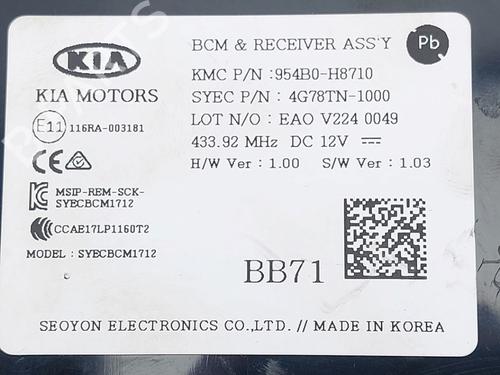 BCM & RECEIVER ASS'Y
Pb
KIA
KMC P/N :954B0-H8710
KIA MOTORS
SYEC P/N : 4G78TN-1000
LOT N/O : EAO V224 0049
E11 116RA-003181
433.92 MHz DC 12V
H/W Ver : 1.00 S/W Ver : 1.03
CE
MSIP-REM-SCK-
SYECBCM1712
CCAE17LP1160T2
MODEL : SYECBCM1712
BB71
SEOYON ELECTRONICS CO.,LTD. // MADE IN KOREA